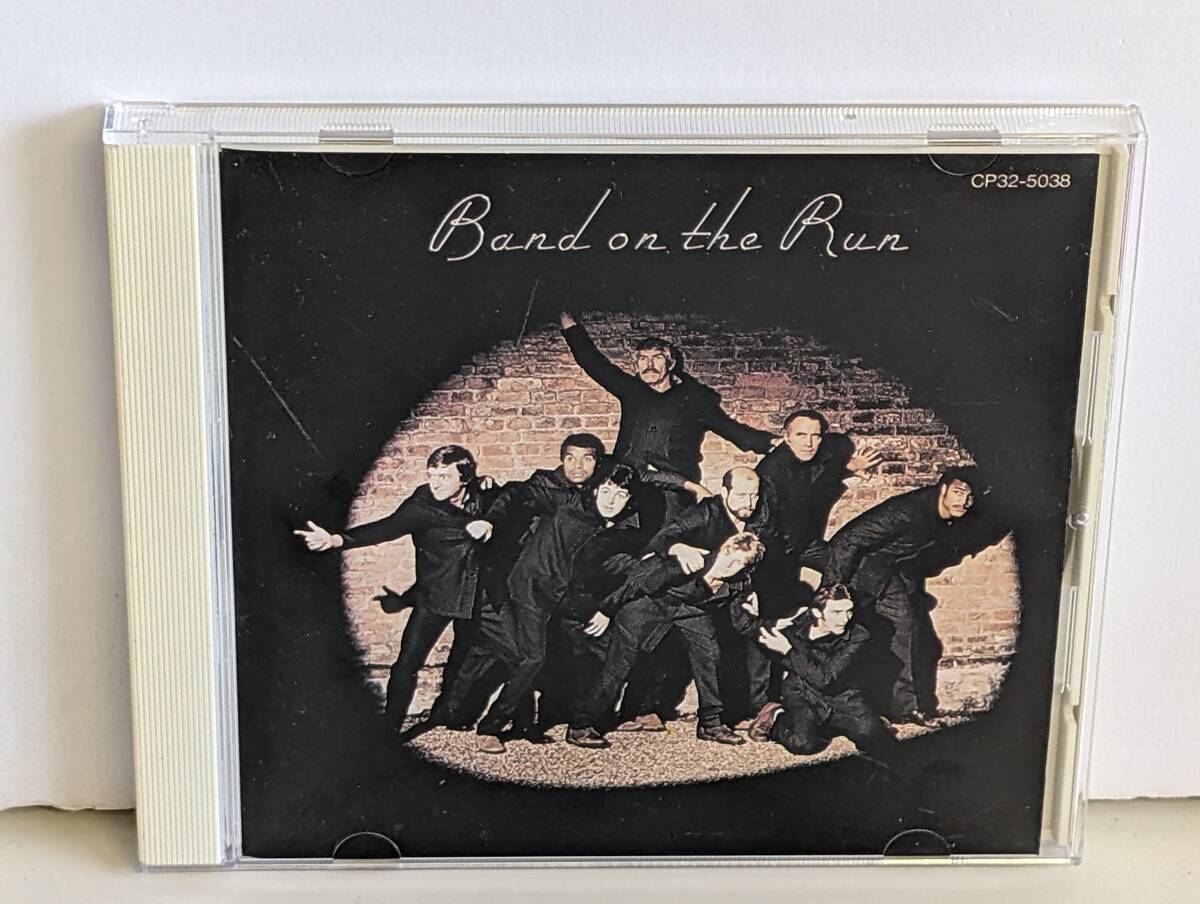 CP32-5038
Band on the Run